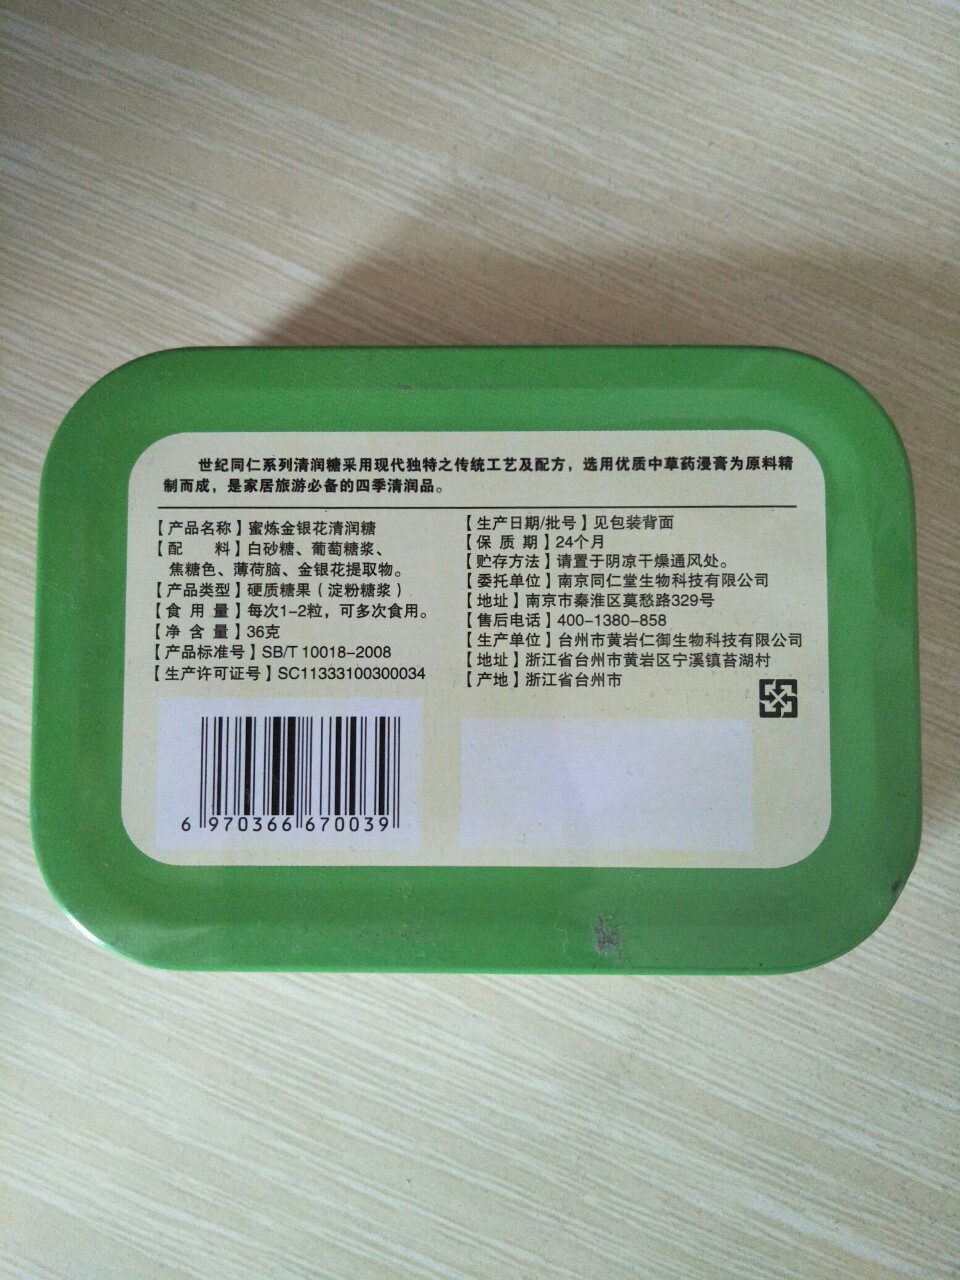 世纪同仁系列清润糖采用现代独特之传统工艺及配方，选用优质中草药浸膏为原料精
制而成，是家居旅游必备的四季清润品。
【产品名称】蜜炼金银花清润糖
【配 料】白砂糖、葡萄糖浆、
焦糖色、薄荷脑、金银花提取物。
【产品类型】硬质糖果（淀粉糖浆）
【食 用 量】每次1-2粒，可多次食用。
【净 含 量】36克
【产品标准号】SB/T 10018-2008
【生产许可证号】SC11333100300034
【生产日期/批号】见包装背面
【保 质 期】24个月
【贮存方法】请置于阴凉干燥通风处。
【委托单位】南京同仁堂生物科技有限公司
【地址】南京市秦淮区莫愁路329号
【售后电话】400-1380-858
【生产单位】台州市黄岩仁御生物科技有限公司
【地址】浙江省台州市黄岩区宁溪镇苔湖村
【产地】浙江省台州市
6 970366 670039